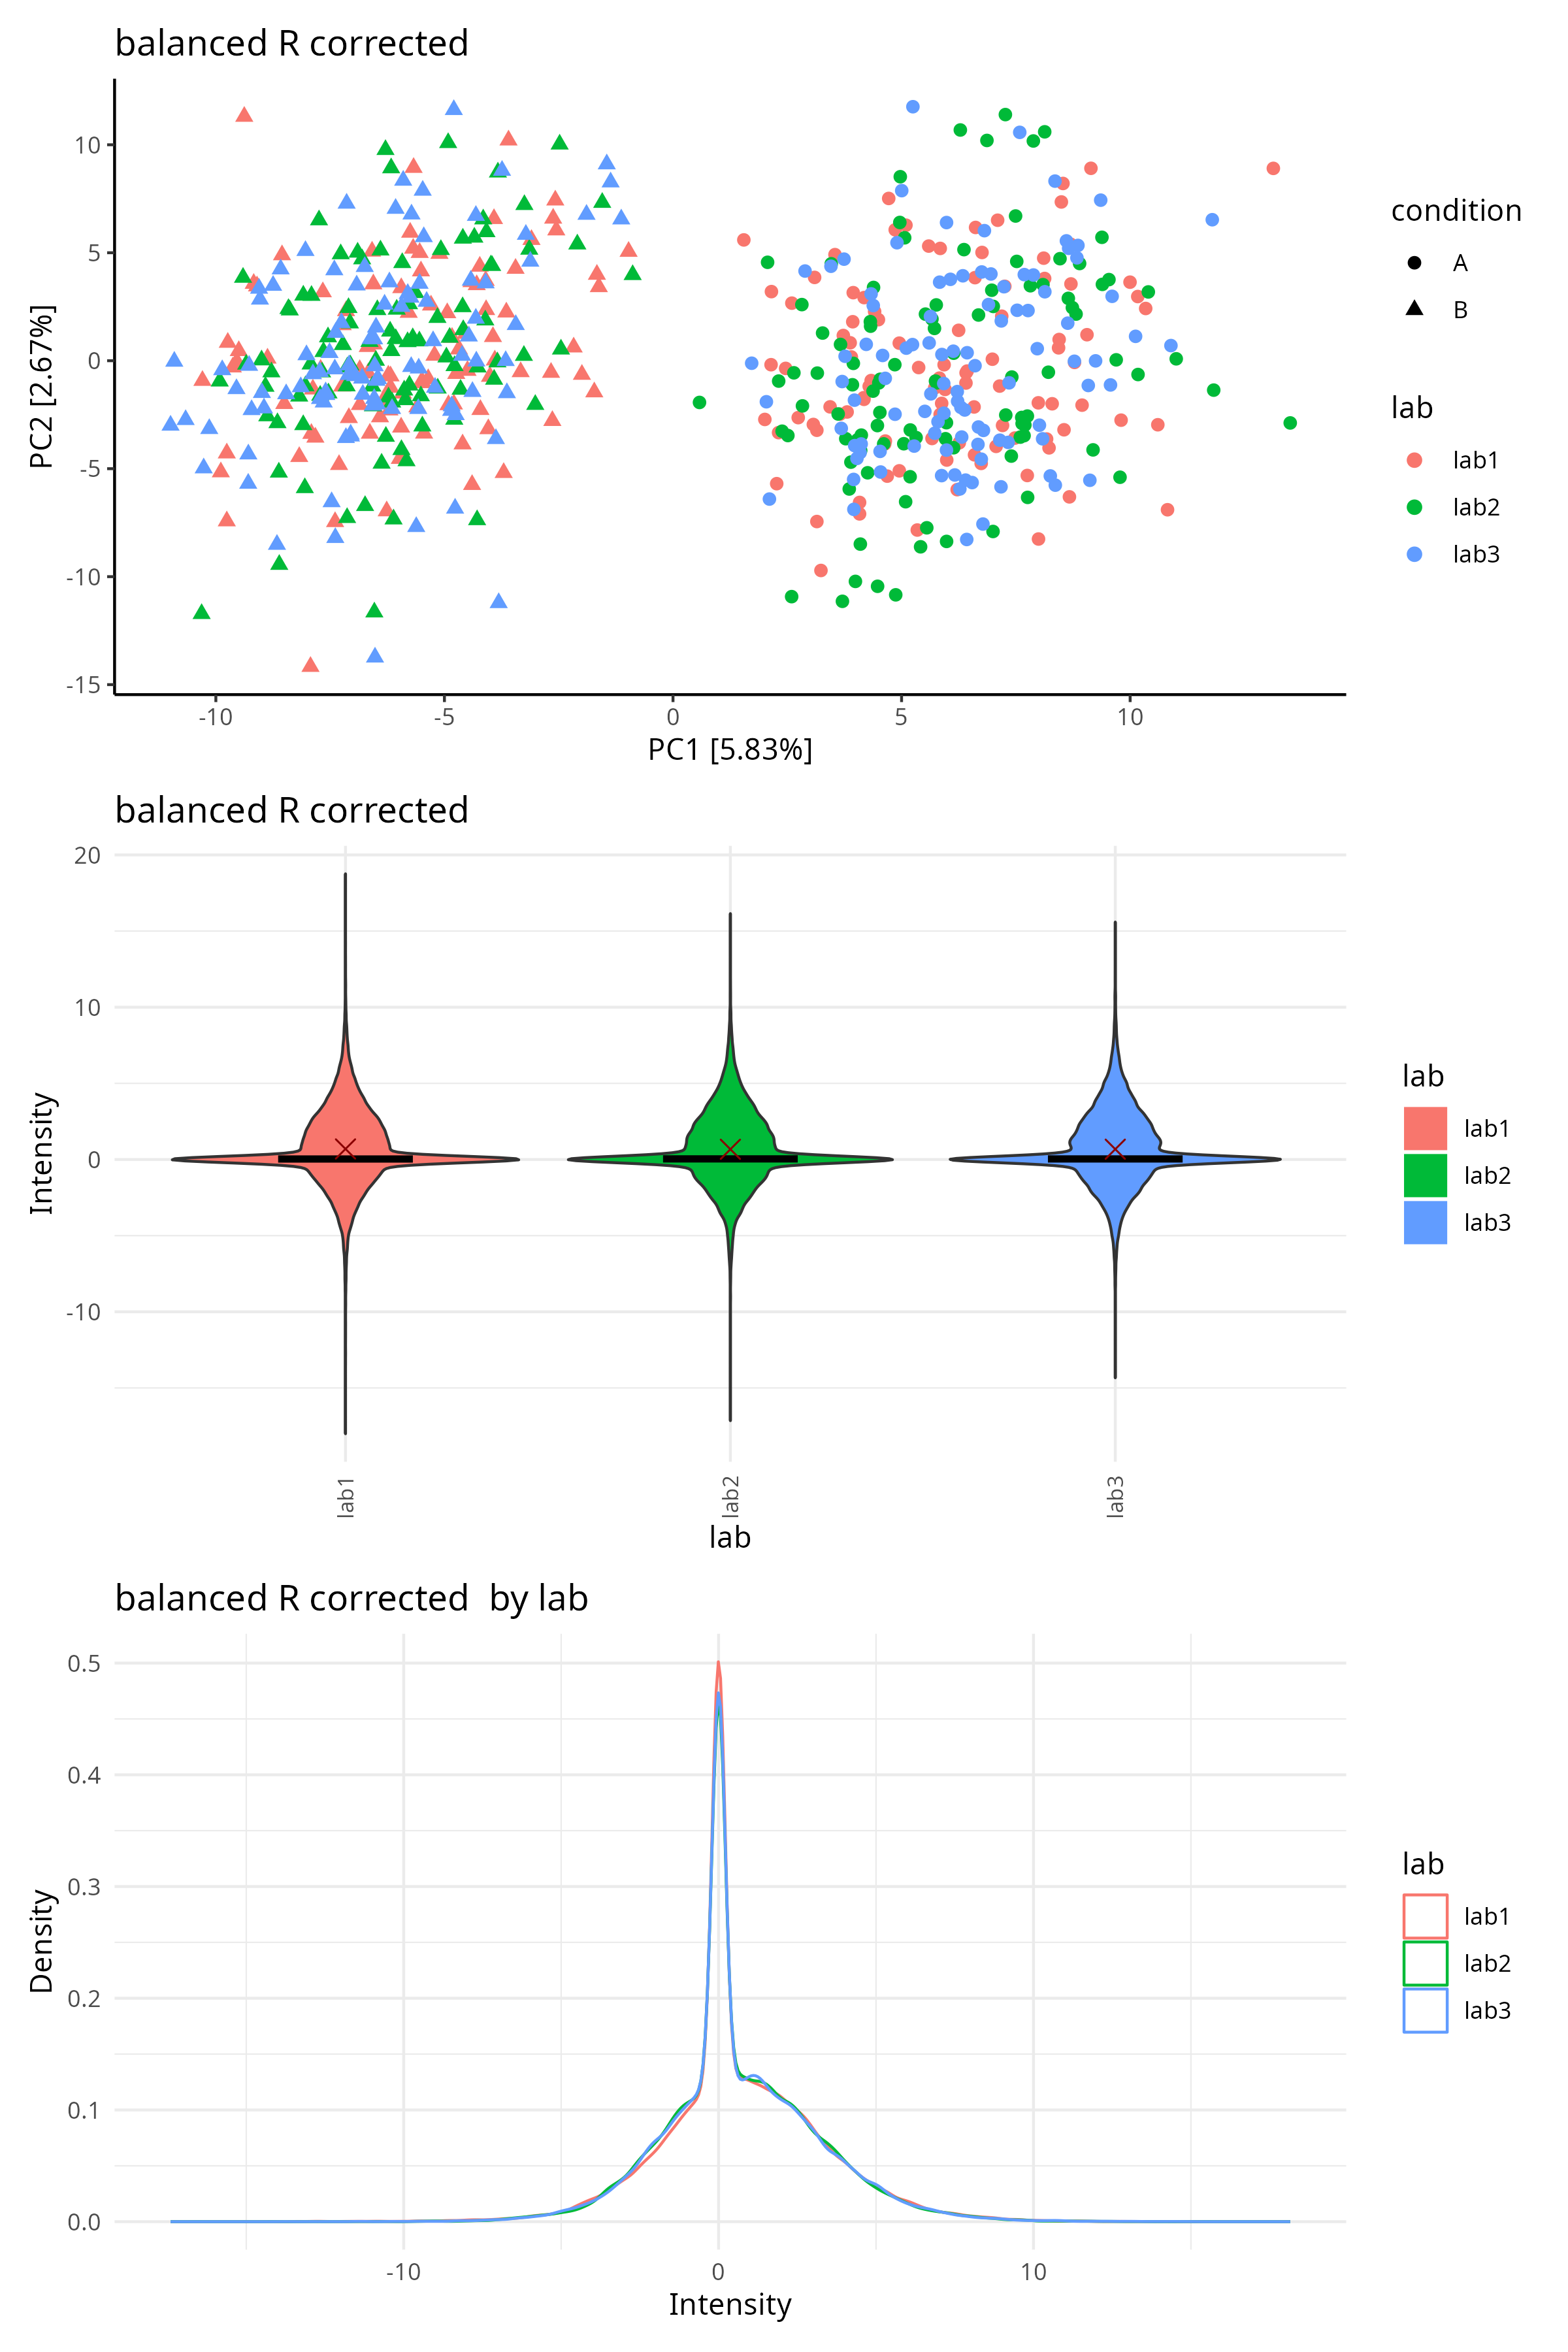 balanced R corrected
10
5
0
-5
-10
-15
PC2 [2.67%]
-10
-5
0
5
10
PC1 [5.83%]
condition
A
B
lab
lab1
lab2
lab3
balanced R corrected
20
10
0
-10
Intensity
lab1
lab2
lab3
lab
lab
lab1
lab2
lab3
balanced R corrected  by lab
0.5
0.4
0.3
0.2
0.1
0.0
Density
-10
0
10
Intensity
lab
lab1
lab2
lab3